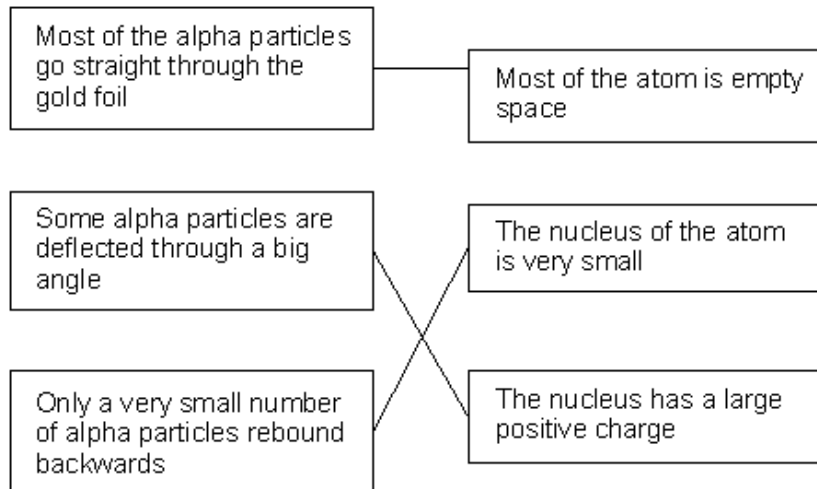 Most of the alpha particles
go straight through the
gold foil
Most of the atom is empty
space
Some alpha particles are
deflected through a big
angle
The nucleus of the atom
is very small
Only a very small number
of alpha particles rebound
backwards
The nucleus has a large
positive charge